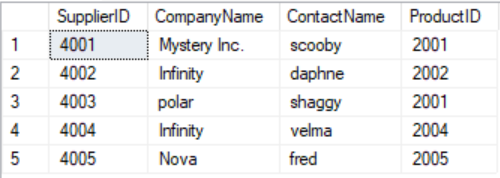 SupplierID CompanyName ContactName ProductID
1 4001 Mystery Inc. scooby 2001
2 4002 Infinity daphne 2002
3 4003 polar shaggy 2001
4 4004 Infinity velma 2004
5 4005 Nova fred 2005